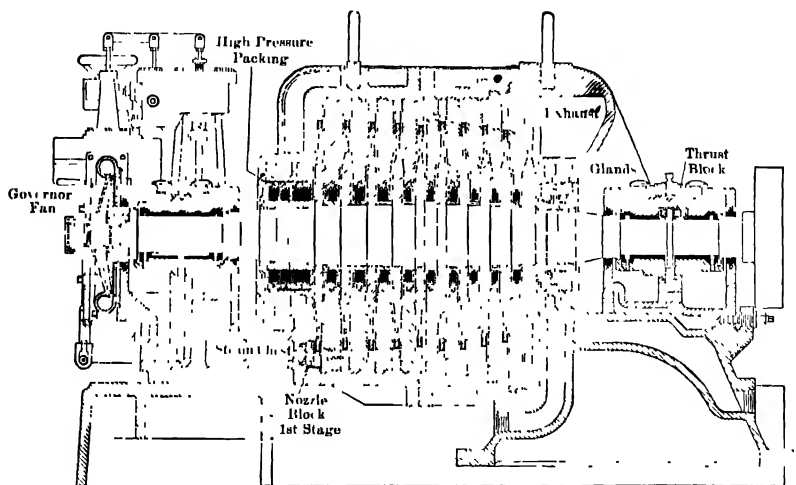 High Pressure
Packing
Exhaust
Glands
Thrust
Block
Governor
Fan
Steam Chest
Nozzle
Block
1st Stage